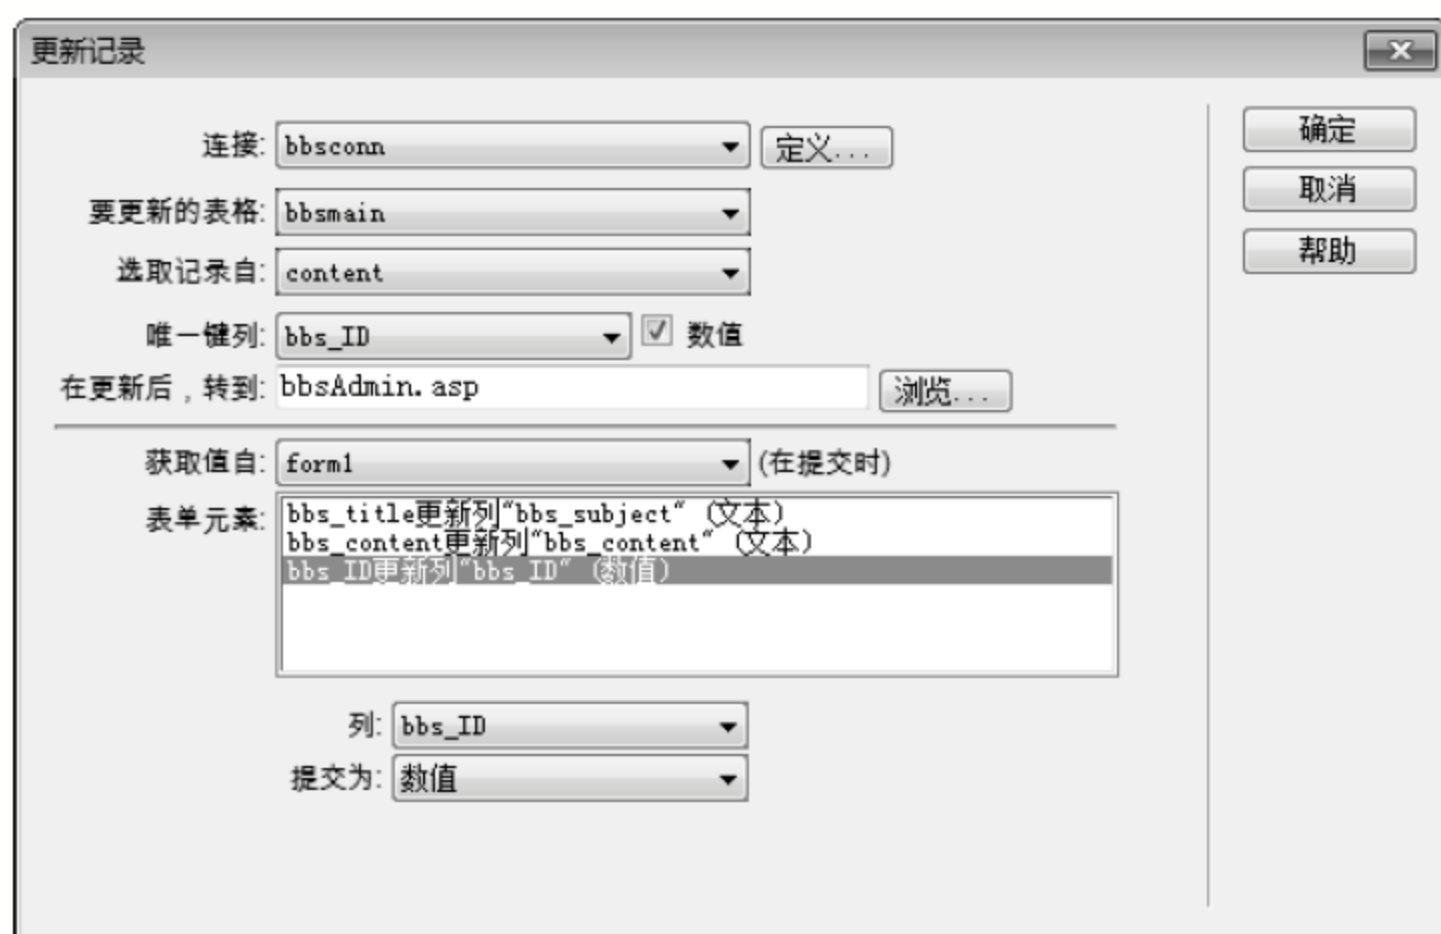 更新记录
连接: bbsconn 定义... 确定
要更新的表格: bbsmain 取消
选取记录自: content 帮助
唯一键列: bbs_ID 数值
在更新后，转到: bbsAdmin.asp 浏览...
获取值自: form1 (在提交时)
表单元素: bbs_title更新列"bbs_subject" (文本)
bbs_content更新列"bbs_content" (文本)
bbs_ID更新列"bbs_ID" (数值)
列: bbs_ID
提交为: 数值